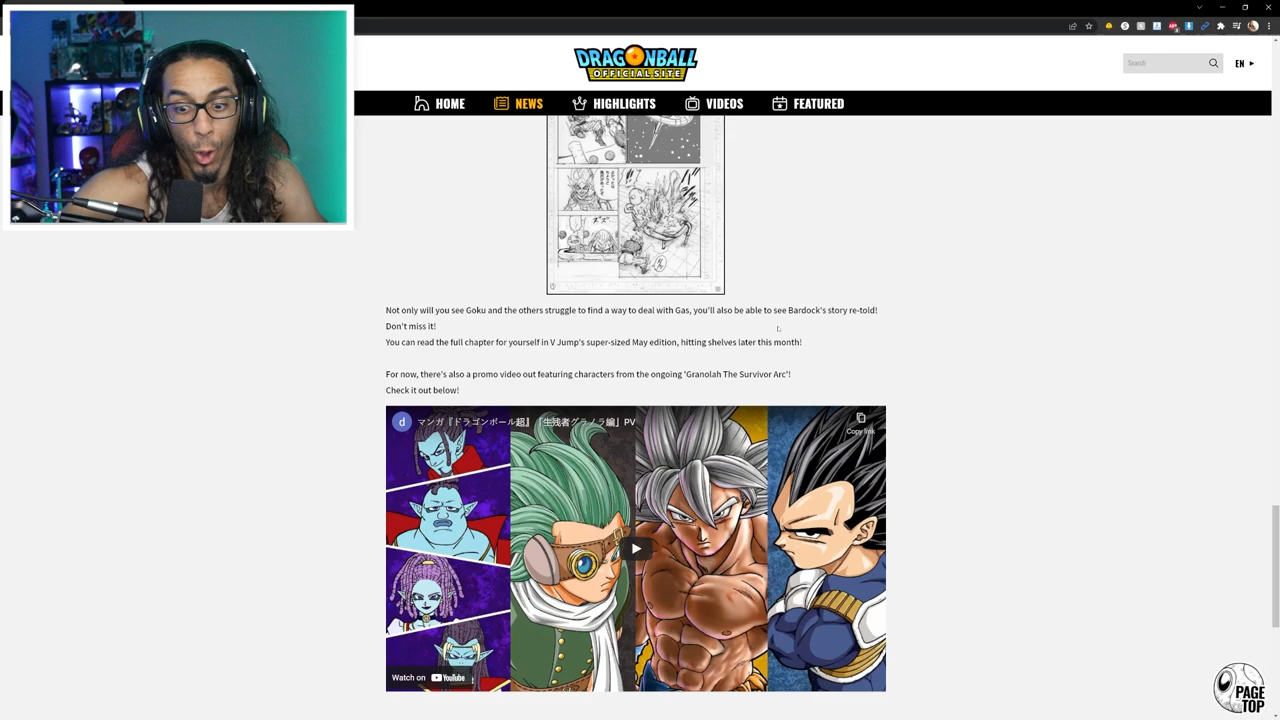 DRAGONBALL
OFFICIAL SITE
Search
EN
HOME
NEWS
HIGHLIGHTS
VIDEOS
FEATURED
Not only will you see Goku and the others struggle to find a way to deal with Gas, you'll also be able to see Bardock's story re-told!
Don't miss it!
You can read the full chapter for yourself in V Jump's super-sized May edition, hitting shelves later this month!
For now, there's also a promo video out featuring characters from the ongoing 'Granolah The Survivor Arc'!
Check it out below!
d
マンガ『ドラゴンボール超』「生残者グラノラ編」PV
Copy link
Watch on YouTube
PAGE
TOP